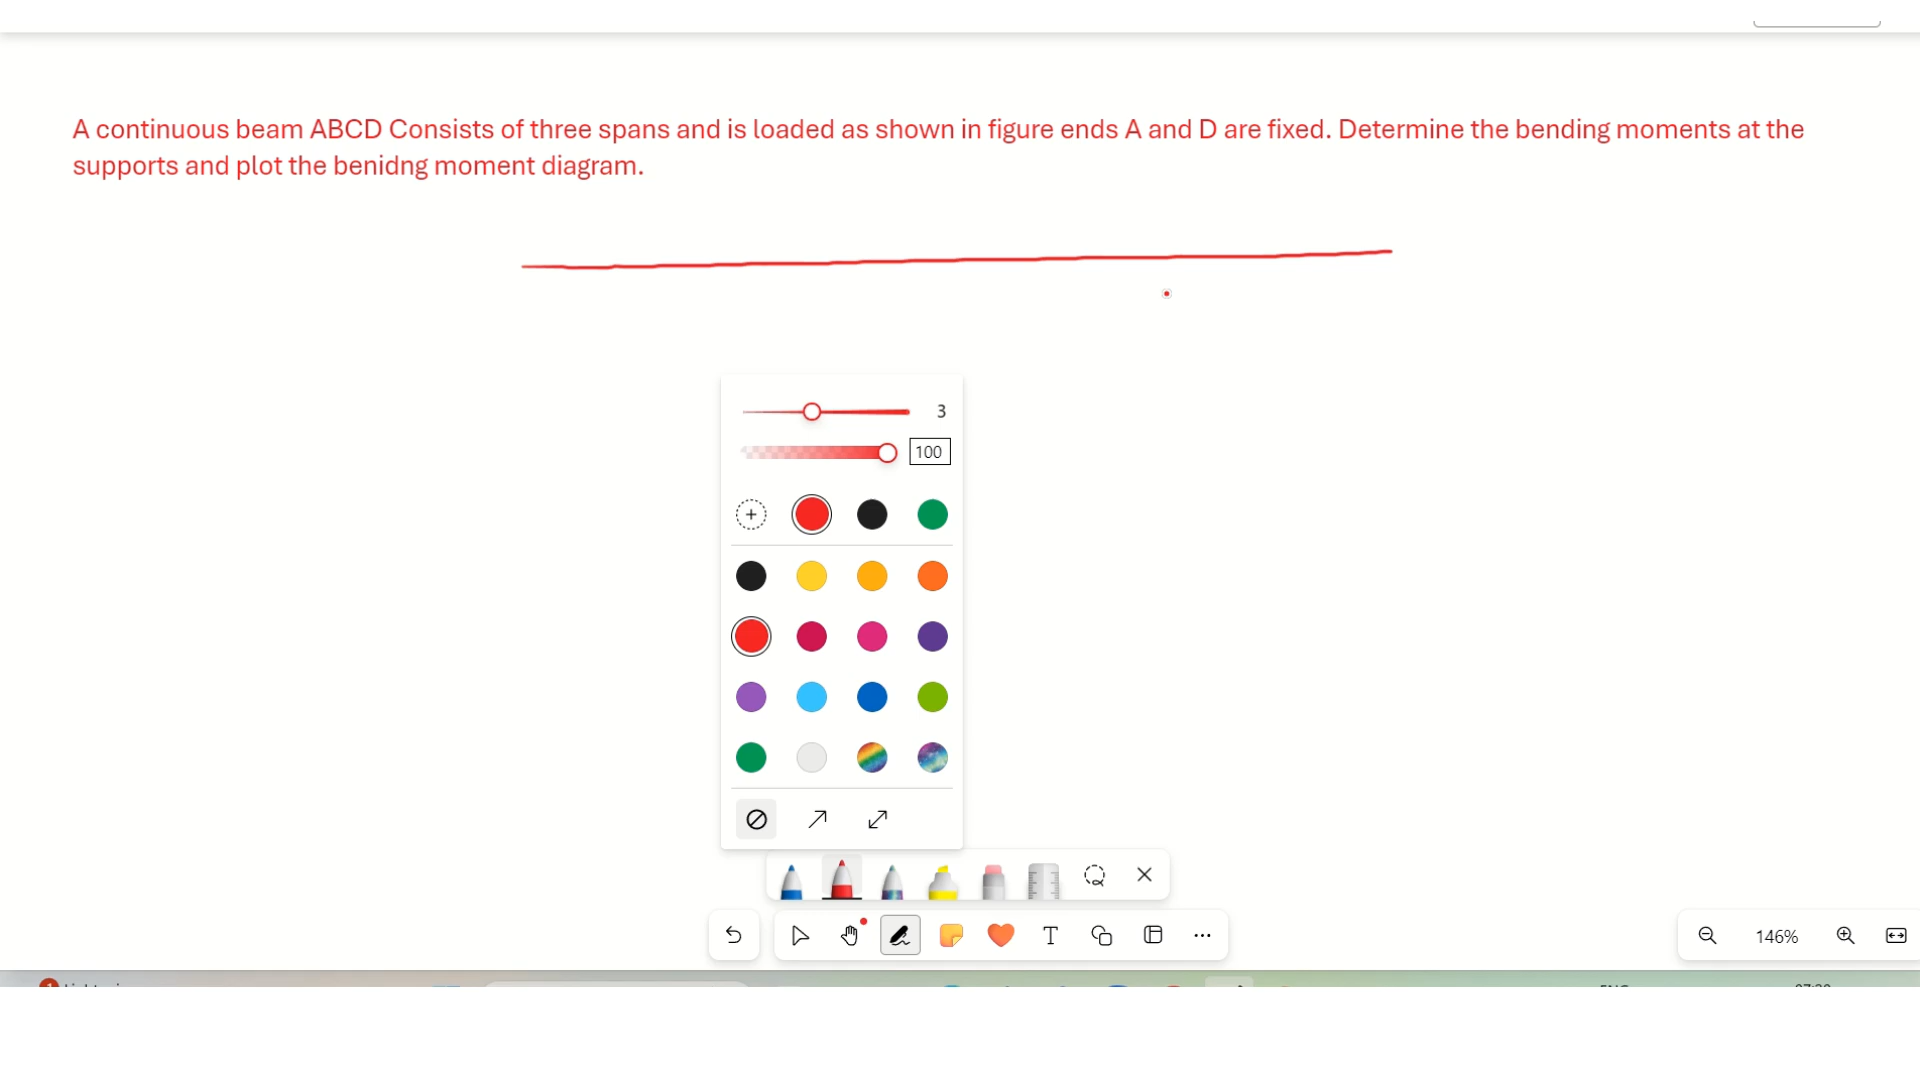 A continuous beam ABCD Consists of three spans and is loaded as shown in figure ends A and D are fixed. Determine the bending moments at the
supports and plot the benidng moment diagram.
3
100
146%